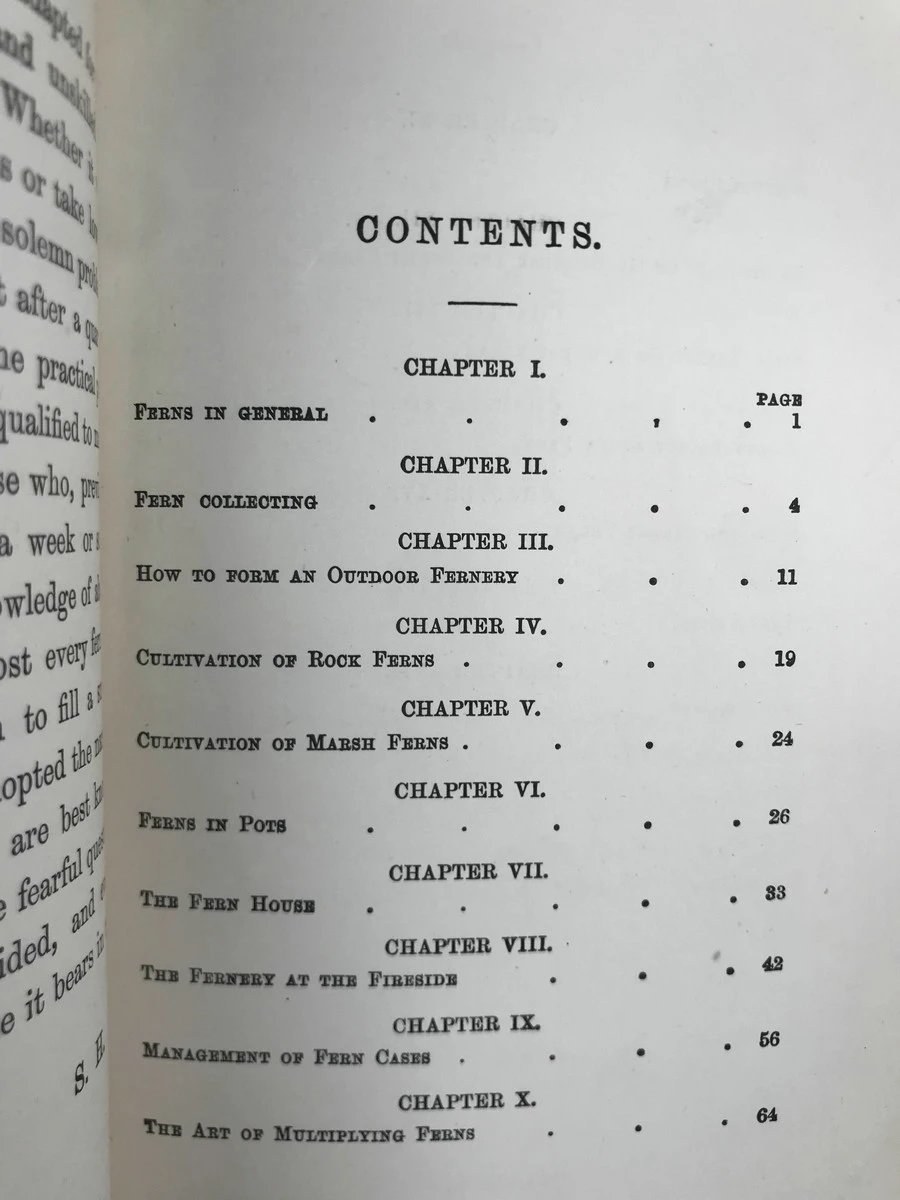 adapted
and unskilled
Whether
s or take
solemn
after a
practical
qualified to
se who,
a week or
owledge of
ost every
to fill a
opted the
are best
fearful
ided, and
e it bears in
S. H.
CONTENTS.
CHAPTER I.
PAGE
FERNS IN GENERAL . . . . . 1
CHAPTER II.
FERN COLLECTING . . . . . 4
CHAPTER III.
HOW TO FORM AN OUTDOOR FERNERY . . . 11
CHAPTER IV.
CULTIVATION OF ROCK FERNS . . . . 19
CHAPTER V.
CULTIVATION OF MARSH FERNS . . . . 24
CHAPTER VI.
FERNS IN POTS . . . . . 26
CHAPTER VII.
THE FERN HOUSE . . . . . 33
CHAPTER VIII.
THE FERNERY AT THE FIRESIDE . . . 42
CHAPTER IX.
MANAGEMENT OF FERN CASES . . . . 56
CHAPTER X.
THE ART OF MULTIPLYING FERNS . . . 64